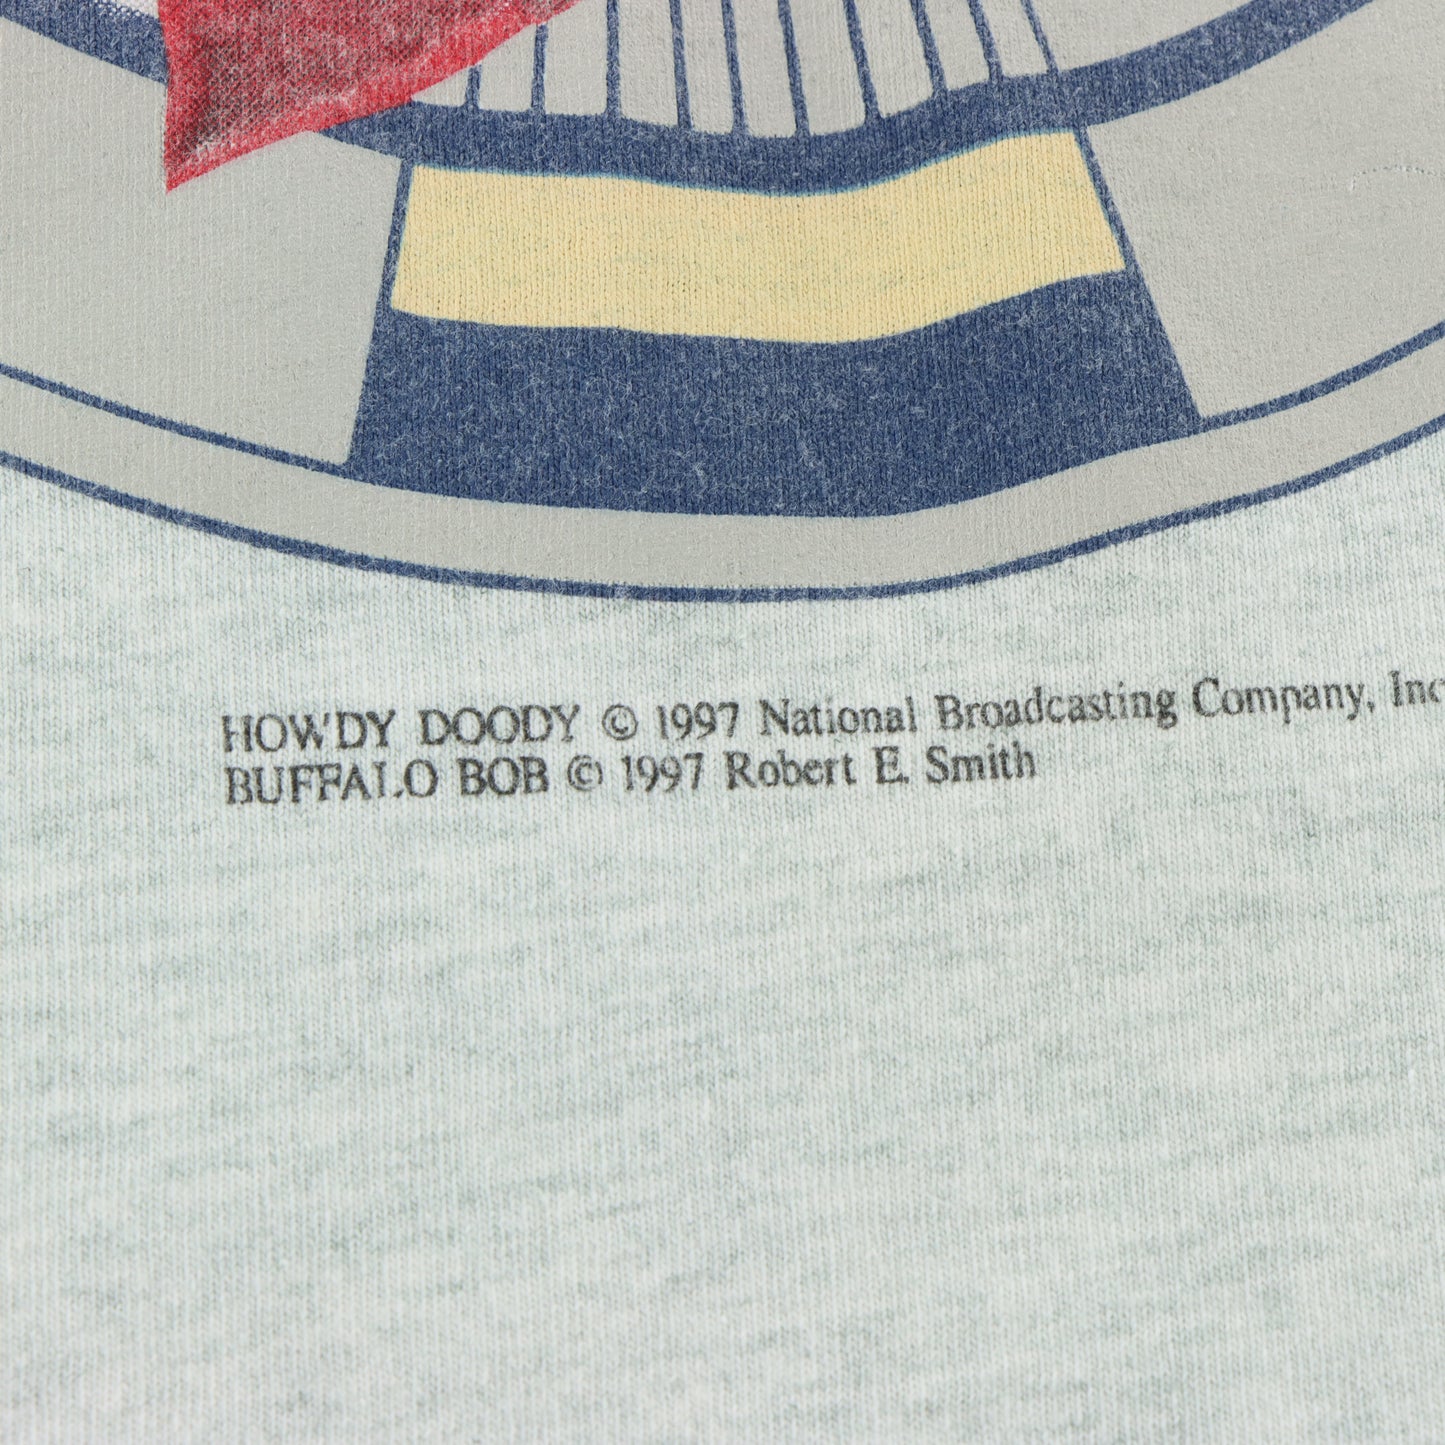 HOWDY DOODY © 1997 National Broadcasting Company, Inc
BUFFALO BOB © 1997 Robert E. Smith